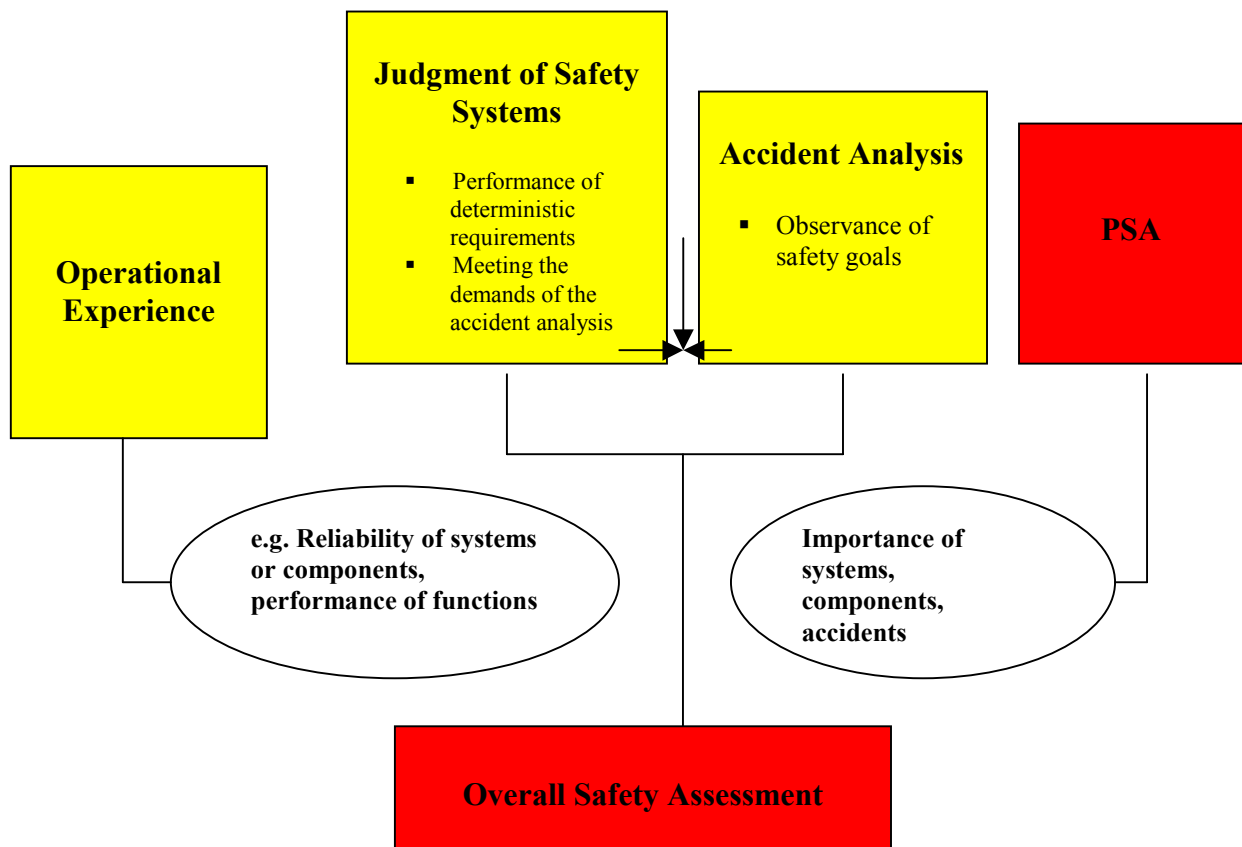 Operational
Experience
Judgment of Safety
Systems
▪ Performance of
deterministic
requirements
▪ Meeting the
demands of the
accident analysis
Accident Analysis
▪ Observance of
safety goals
PSA
e.g. Reliability of systems
or components,
performance of functions
Importance of
systems,
components,
accidents
Overall Safety Assessment